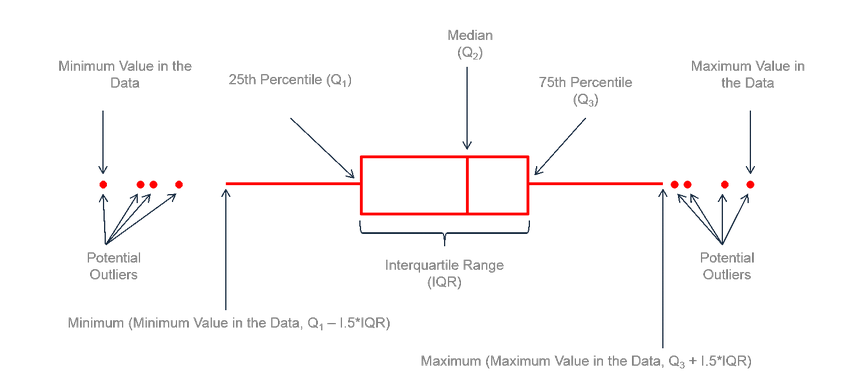 Median
(Q₂)
Minimum Value in the
Data
25th Percentile (Q₁)
75th Percentile
(Q₃)
Maximum Value in
the Data
Potential
Outliers
Interquartile Range
(IQR)
Potential
Outliers
Minimum (Minimum Value in the Data, Q₁ – I.5*IQR)
Maximum (Maximum Value in the Data, Q₃ + I.5*IQR)